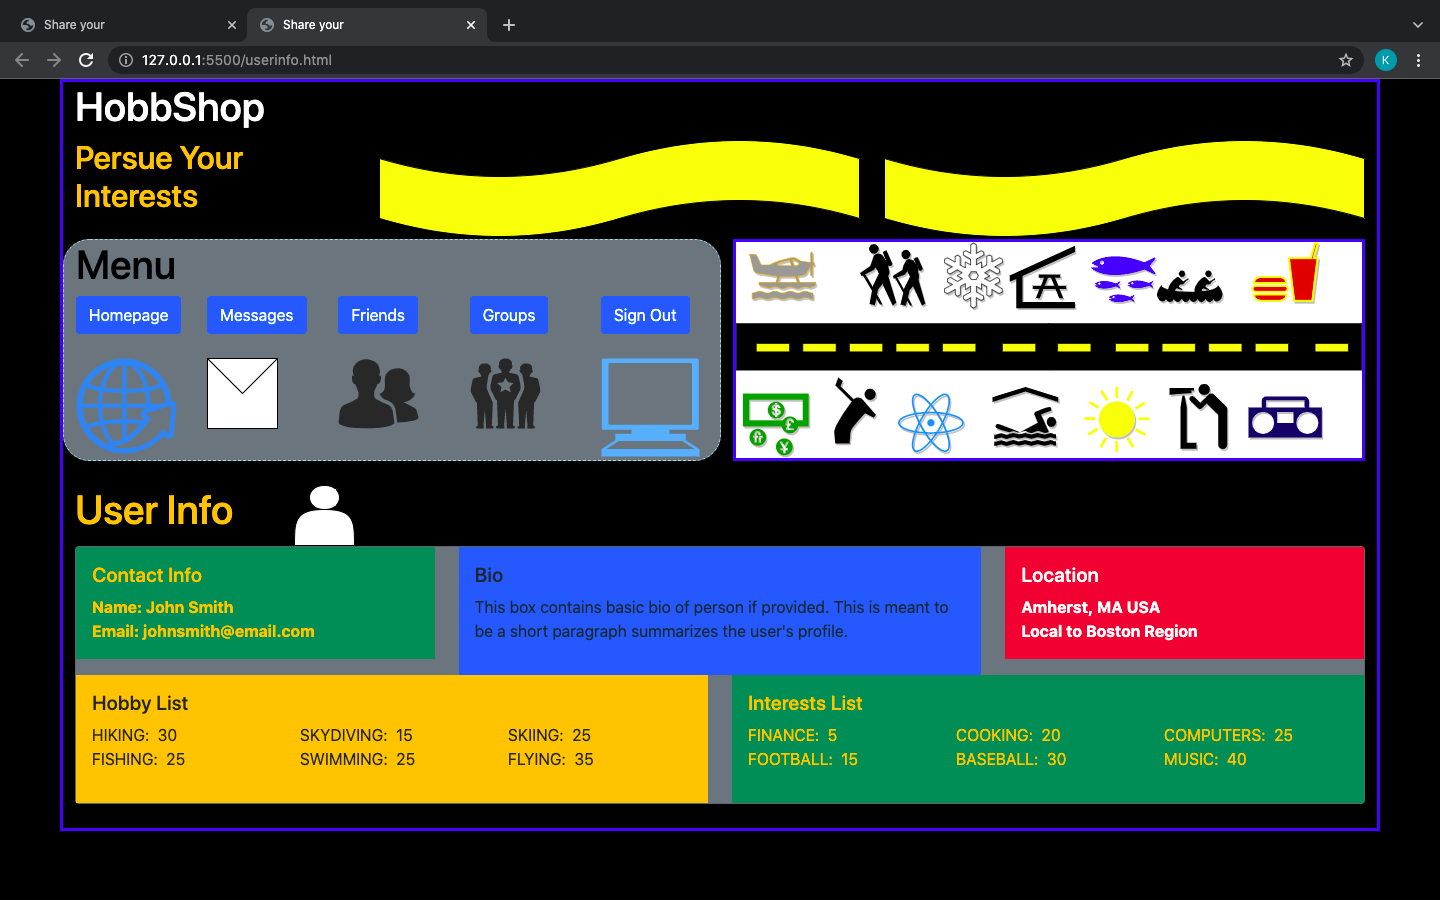 Share your
Share your
127.0.0.1:5500/userinfo.html
K
HobbShop
Persue Your
Interests
Menu
Homepage Messages Friends Groups Sign Out
$
£
¥
User Info
Contact Info
Name: John Smith
Email: johnsmith@email.com
Bio
This box contains basic bio of person if provided. This is meant to
be a short paragraph summarizes the user's profile.
Location
Amherst, MA USA
Local to Boston Region
Hobby List
HIKING: 30 SKYDIVING: 15 SKIING: 25
FISHING: 25 SWIMMING: 25 FLYING: 35
Interests List
FINANCE: 5 COOKING: 20 COMPUTERS: 25
FOOTBALL: 15 BASEBALL: 30 MUSIC: 40